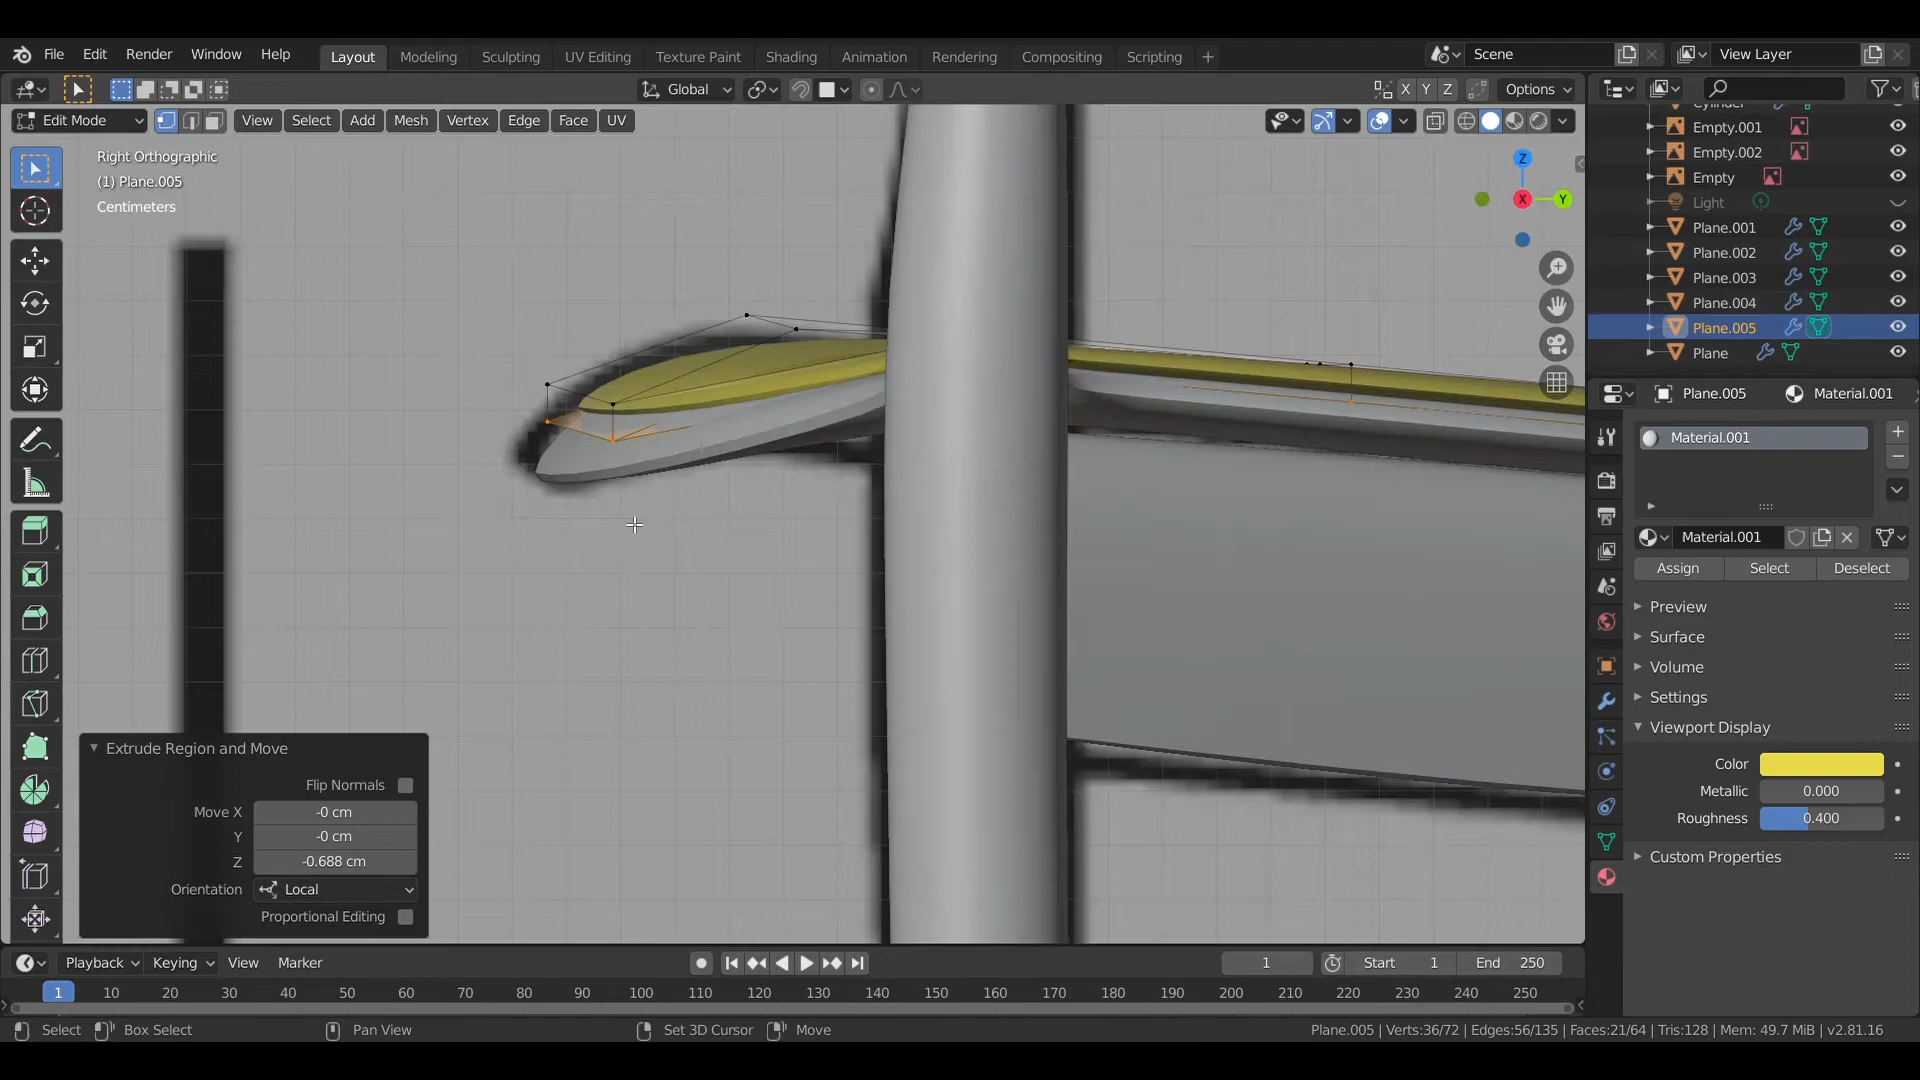 File Edit Render Window Help Layout Modeling Sculpting UV Editing Texture Paint Shading Animation Rendering Compositing Scripting + Scene View Layer
Global X Y Z Options
Edit Mode View Select Add Mesh Vertex Edge Face UV
Right Orthographic
(1) Plane.005
Centimeters
Z
X
Y
Empty.001
Empty.002
Empty
Light
Plane.001
Plane.002
Plane.003
Plane.004
Plane.005
Plane
Plane.005 Material.001
Material.001
Material.001
Assign Select Deselect
Preview
Surface
Volume
Settings
Viewport Display
Color
Metallic 0.000
Roughness 0.400
Custom Properties
Extrude Region and Move
Flip Normals
Move X -0 cm
Y -0 cm
Z -0.688 cm
Orientation Local
Proportional Editing
Playback Keying View Marker 1 Start 1 End 250
1 10 20 30 40 50 60 70 80 90 100 110 120 130 140 150 160 170 180 190 200 210 220 230 240 250
Select Box Select Pan View Set 3D Cursor Move Plane.005 | Verts:36/72 | Edges:56/135 | Faces:21/64 | Tris:128 | Mem: 49.7 MiB | v2.81.16